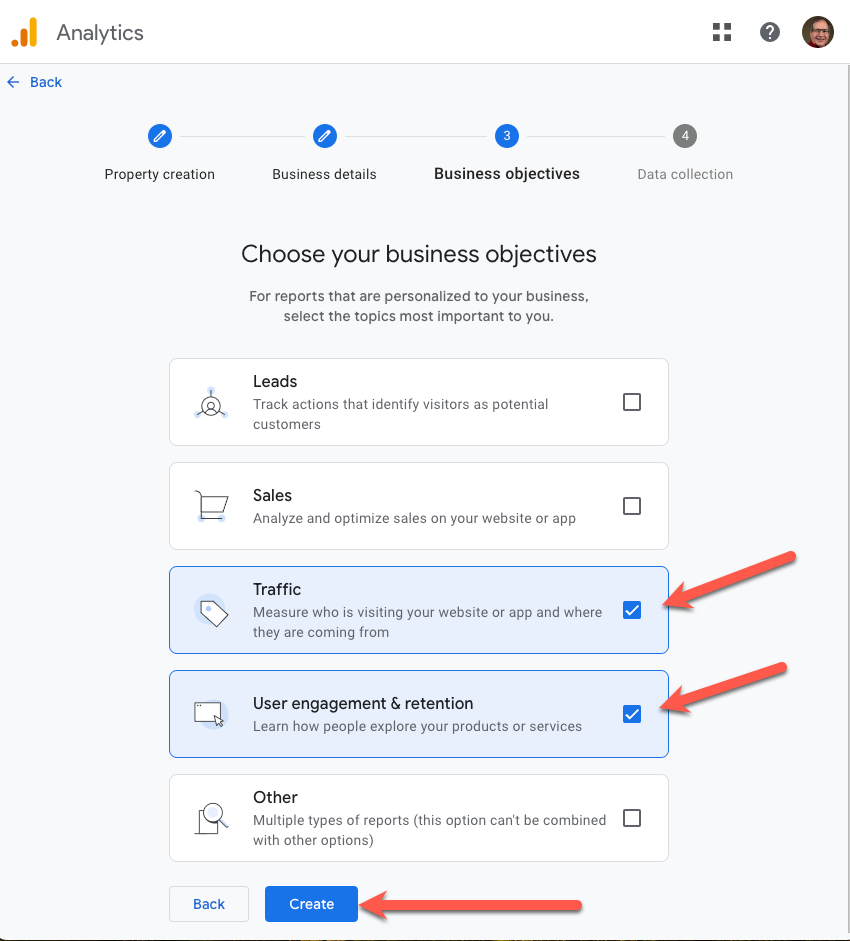 Analytics
Back
3
4
Property creation
Business details
Business objectives
Data collection
Choose your business objectives
For reports that are personalized to your business,
select the topics most important to you.
Leads
Track actions that identify visitors as potential
customers
Sales
Analyze and optimize sales on your website or app
Traffic
Measure who is visiting your website or app and where
they are coming from
User engagement & retention
Learn how people explore your products or services
Other
Multiple types of reports (this option can't be combined
with other options)
Back
Create